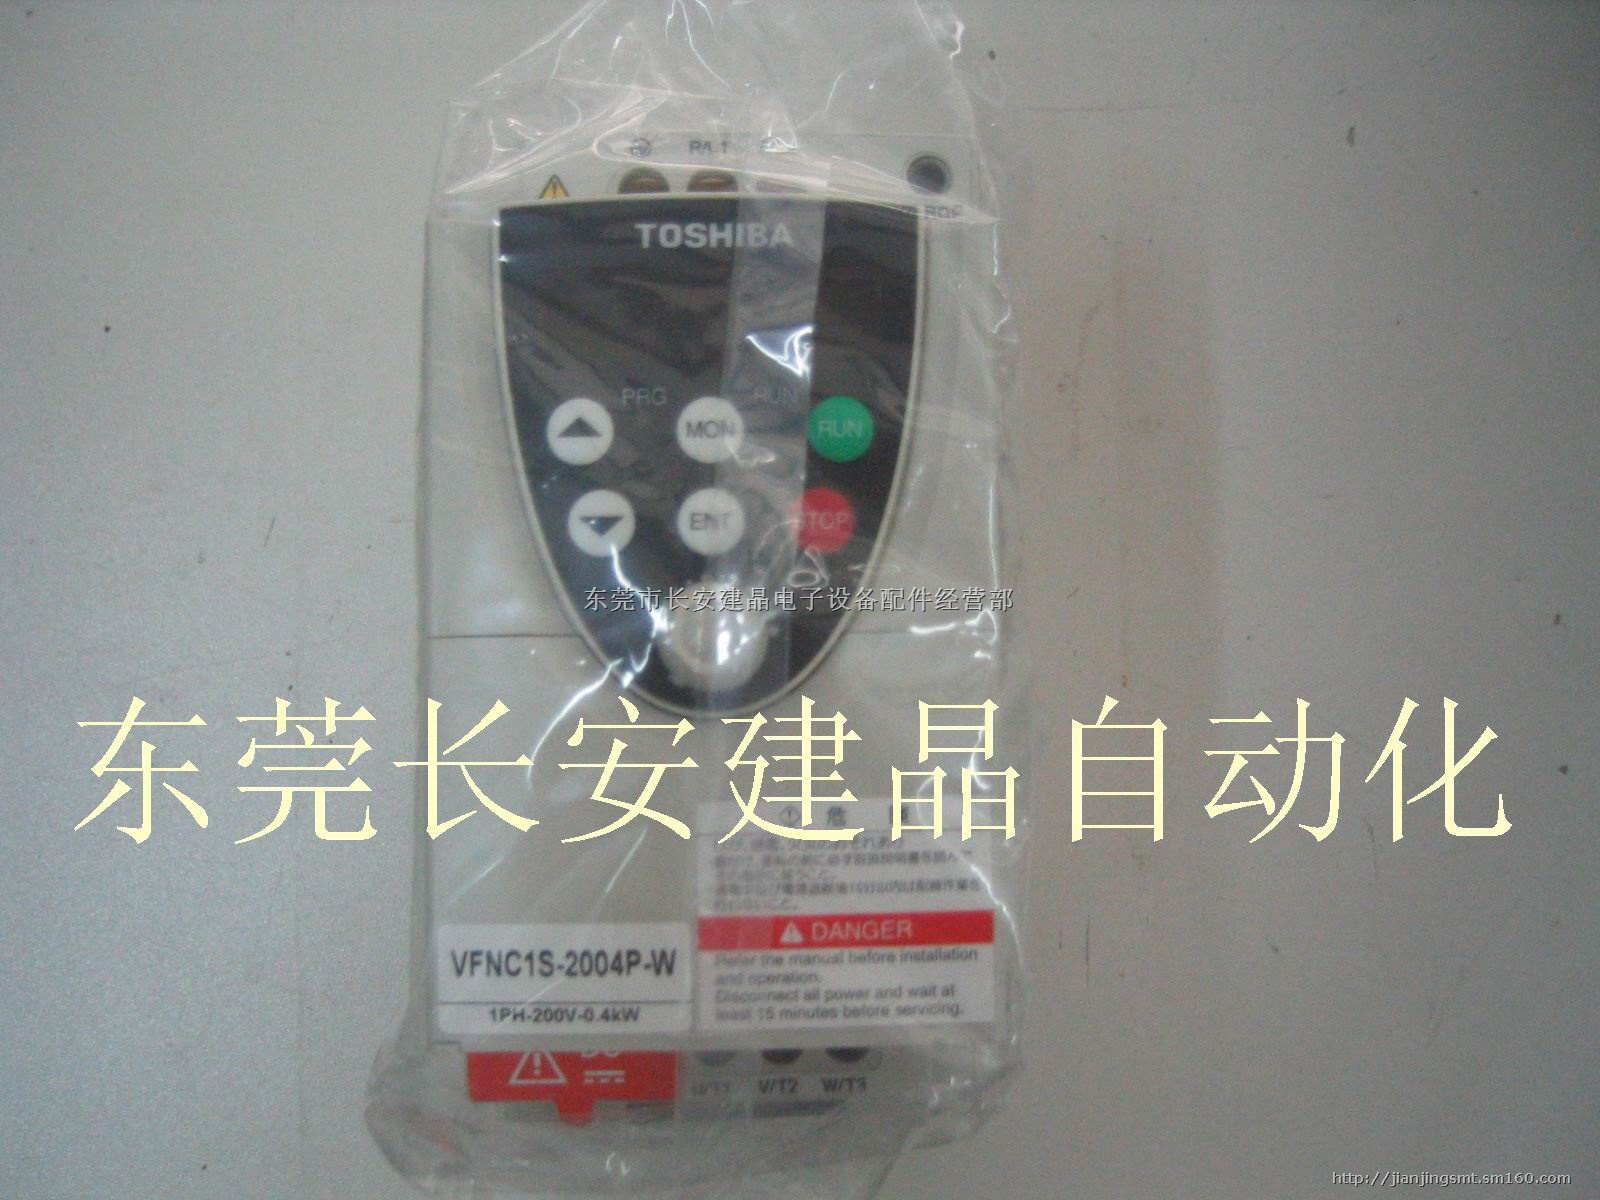 R/L1
TOSHIBA
PRG RUN
MON RUN
ENT STOP
东莞市长安建晶电子设备配件经营部
东莞长安建晶自动化
危
VFNC1S-2004P-W
1PH-200V-0.4kW
DANGER
Refer the manual before installation
and operation.
Disconnect all power and wait at
least 15 minutes before servicing.
U/T1 V/T2 W/T3
http://jianjingsmt.sm160.com